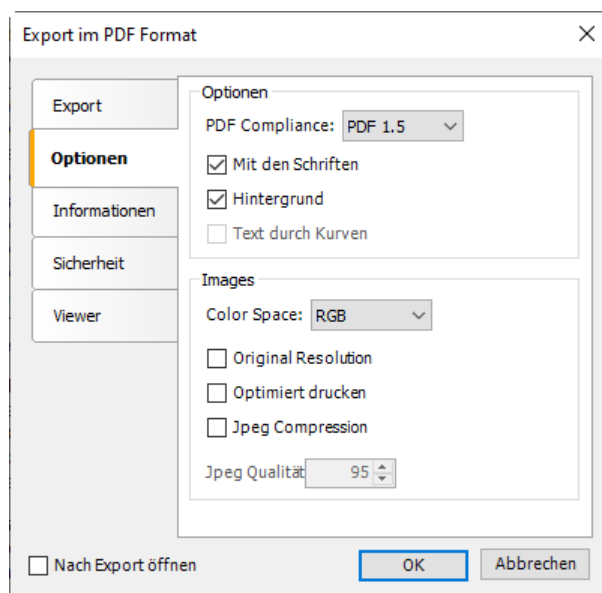 Export im PDF Format
Export
Optionen
Informationen
Sicherheit
Viewer
Optionen
PDF Compliance: PDF 1.5
Mit den Schriften
Hintergrund
Text durch Kurven
Images
Color Space: RGB
Original Resolution
Optimiert drucken
Jpeg Compression
Jpeg Qualität 95
Nach Export öffnen
OK
Abbrechen